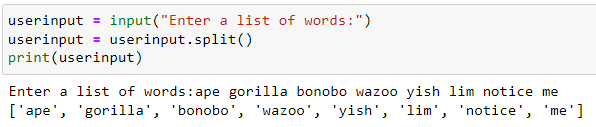 userinput = input("Enter a list of words:")
userinput = userinput.split()
print(userinput)
Enter a list of words:ape gorilla bonobo wazoo yish lim notice me
['ape', 'gorilla', 'bonobo', 'wazoo', 'yish', 'lim', 'notice', 'me']